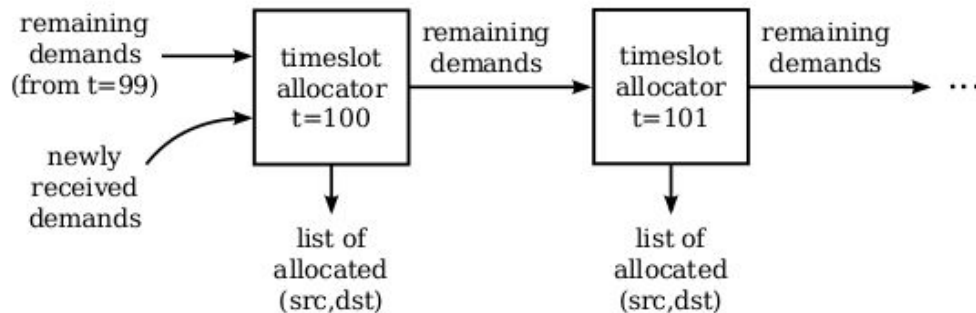 remaining
demands
(from t=99)
newly
received
demands
timeslot
allocator
t=100
list of
allocated
(src,dst)
remaining
demands
timeslot
allocator
t=101
list of
allocated
(src,dst)
remaining
demands
...